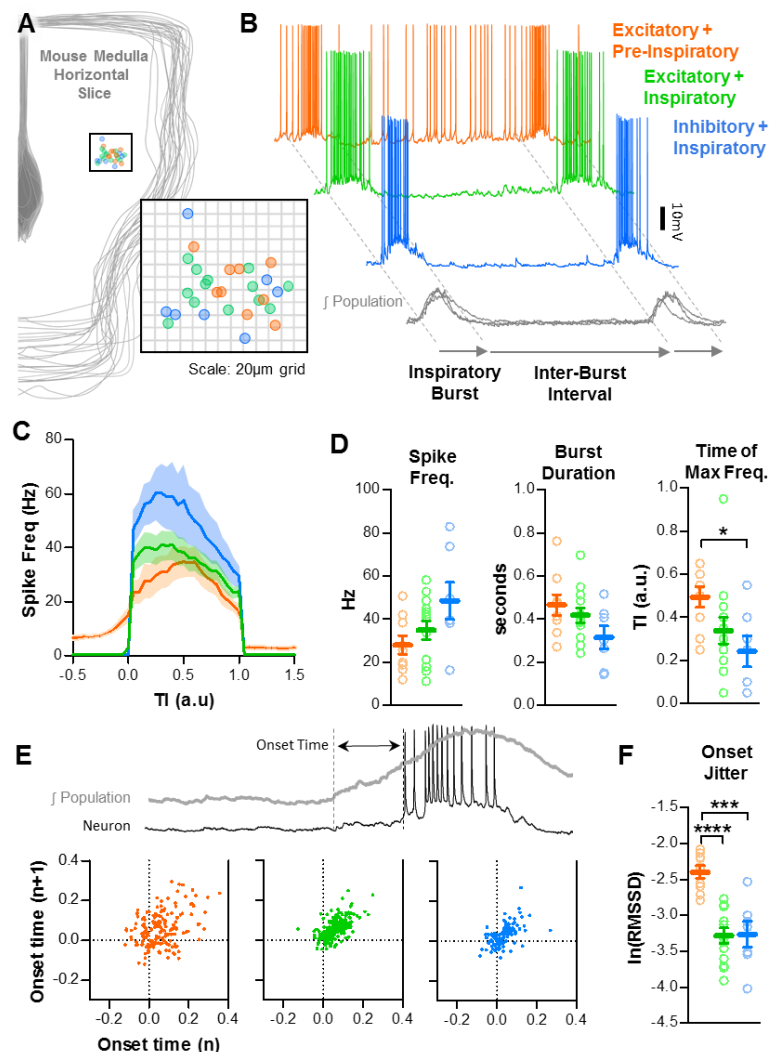 A
Mouse Medulla
Horizontal
Slice
Scale: 20µm grid
B
Excitatory +
Pre-Inspiratory
Excitatory +
Inspiratory
Inhibitory +
Inspiratory
10mV
∫ Population
Inspiratory
Burst
Inter-Burst
Interval
C
Spike Freq (Hz)
80
60
40
20
0
-0.5
0.0
0.5
1.0
1.5
TI (a.u)
D
Spike
Freq.
Hz
100
80
60
40
20
0
Burst
Duration
seconds
1.0
0.8
0.6
0.4
0.2
0.0
Time of
Max Freq.
TI (a.u.)
1.0
0.8
0.6
0.4
0.2
0.0
*
E
Onset Time
∫ Population
Neuron
Onset time (n+1)
0.4
0.2
0.0
-0.2
0.0
0.2
0.4
0.0
0.2
0.4
0.0
0.2
0.4
Onset time (n)
F
Onset
Jitter
ln(RMSSD)
-1.5
-2.0
-2.5
-3.0
-3.5
-4.0
-4.5
***
****